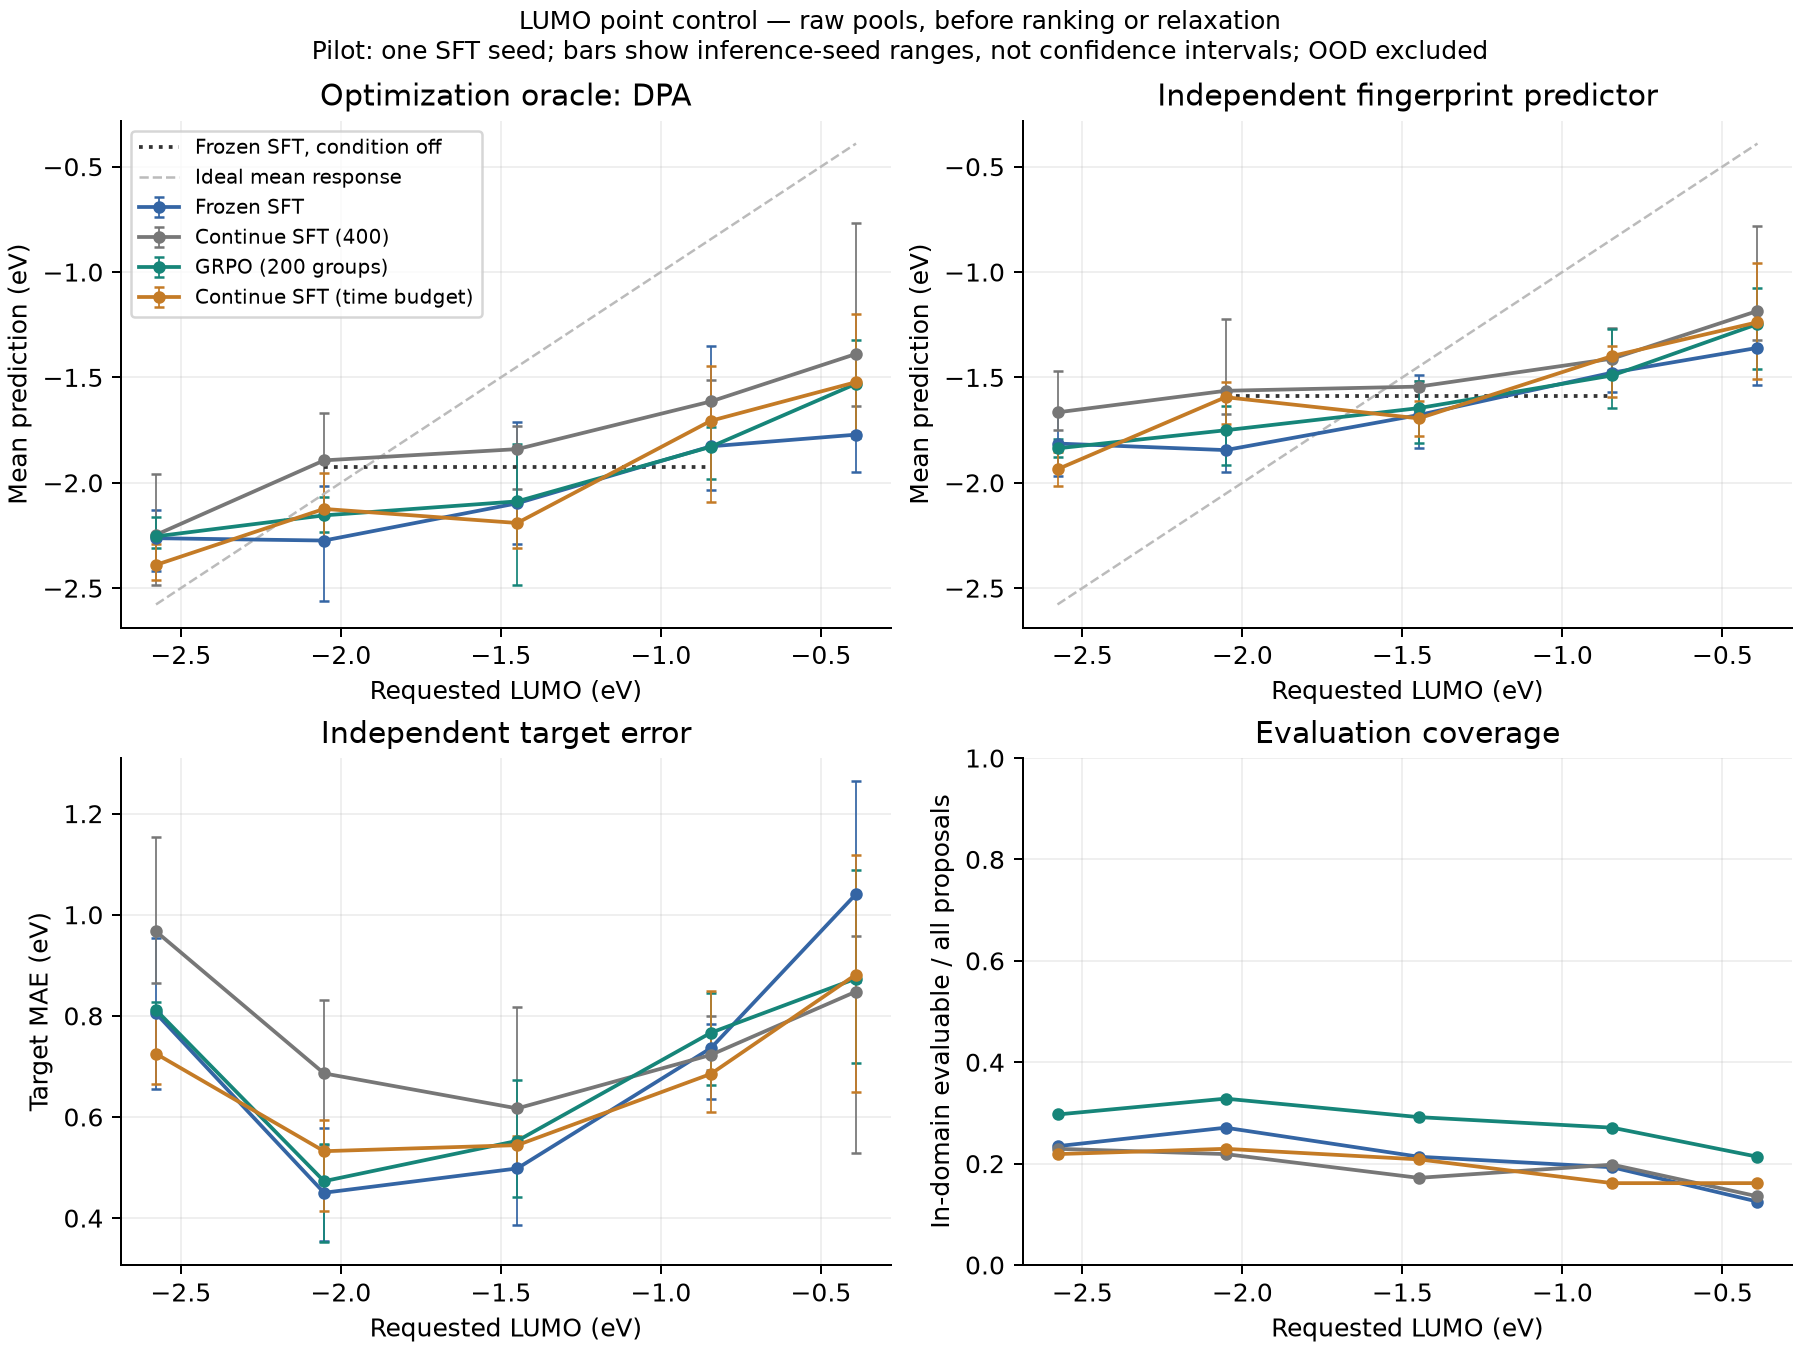 LUMO point control — raw pools, before ranking or relaxation
Pilot: one SFT seed; bars show inference-seed ranges, not confidence intervals; OOD excluded
Optimization oracle: DPA
Frozen SFT, condition off
Ideal mean response
Frozen SFT
Continue SFT (400)
GRPO (200 groups)
Continue SFT (time budget)
Mean prediction (eV)
−0.5
−1.0
−1.5
−2.0
−2.5
−2.5 −2.0 −1.5 −1.0 −0.5
Requested LUMO (eV)
Independent fingerprint predictor
Mean prediction (eV)
−0.5
−1.0
−1.5
−2.0
−2.5
−2.5 −2.0 −1.5 −1.0 −0.5
Requested LUMO (eV)
Independent target error
Target MAE (eV)
1.2
1.0
0.8
0.6
0.4
−2.5 −2.0 −1.5 −1.0 −0.5
Requested LUMO (eV)
Evaluation coverage
In-domain evaluable / all proposals
1.0
0.8
0.6
0.4
0.2
0.0
−2.5 −2.0 −1.5 −1.0 −0.5
Requested LUMO (eV)